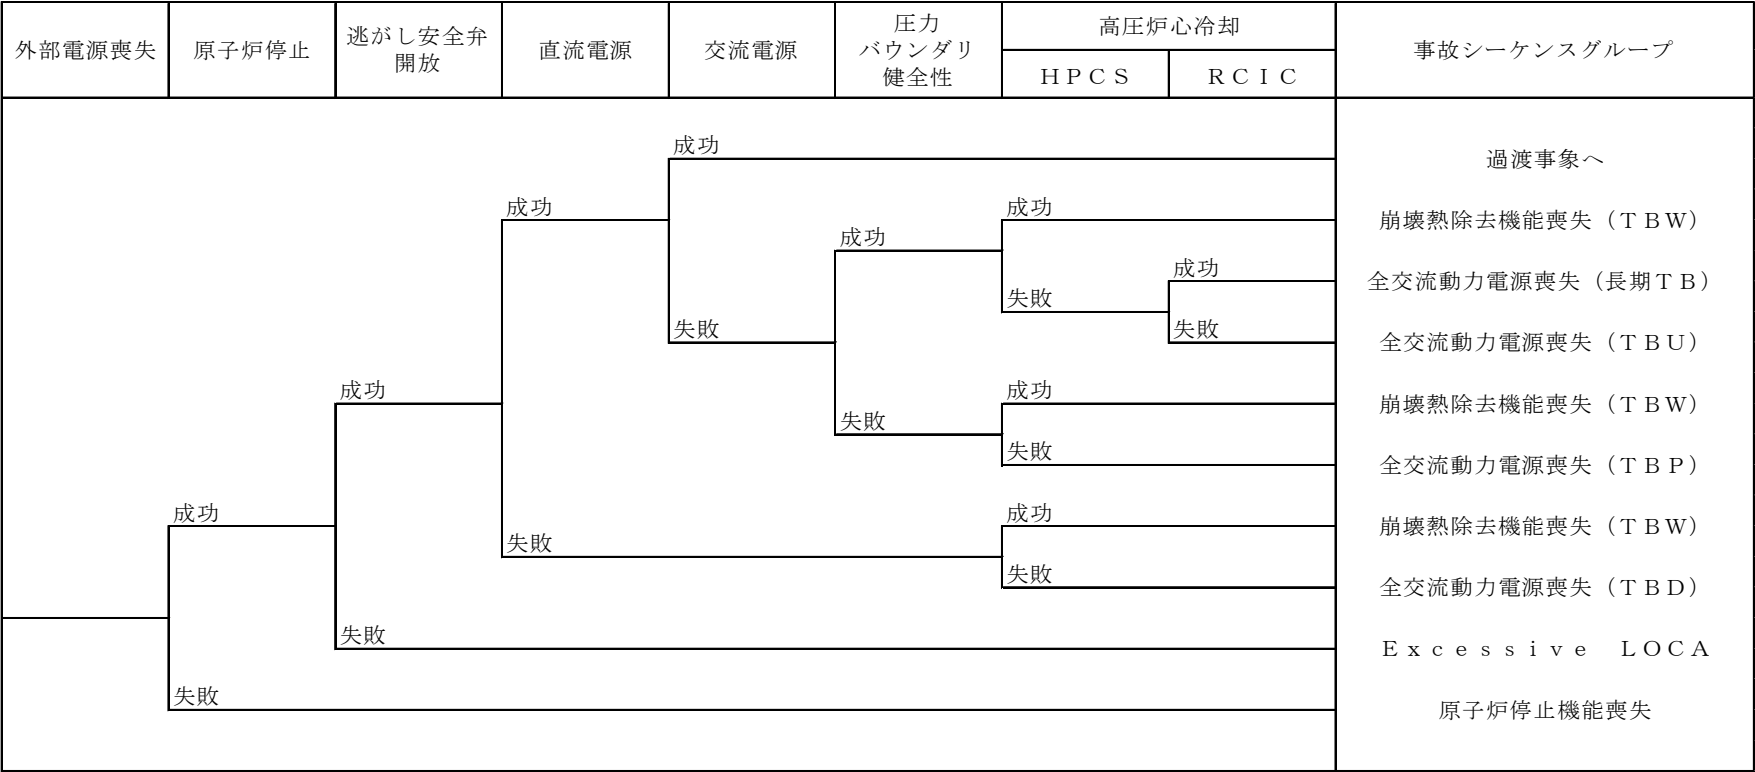 外部電源喪失
原子炉停止
逃がし安全弁
開放
直流電源
交流電源
圧力
バウンダリ
健全性
高圧炉心冷却
ＨＰＣＳ
ＲＣＩＣ
事故シーケンスグループ
成功
過渡事象へ
成功
成功
崩壊熱除去機能喪失（ＴＢＷ）
成功
成功
全交流動力電源喪失（長期ＴＢ）
失敗
失敗
失敗
全交流動力電源喪失（ＴＢＵ）
成功
成功
崩壊熱除去機能喪失（ＴＢＷ）
失敗
失敗
全交流動力電源喪失（ＴＢＰ）
成功
成功
崩壊熱除去機能喪失（ＴＢＷ）
失敗
失敗
全交流動力電源喪失（ＴＢＤ）
失敗
Ｅｘｃｅｓｓｉｖｅ　ＬＯＣＡ
失敗
原子炉停止機能喪失